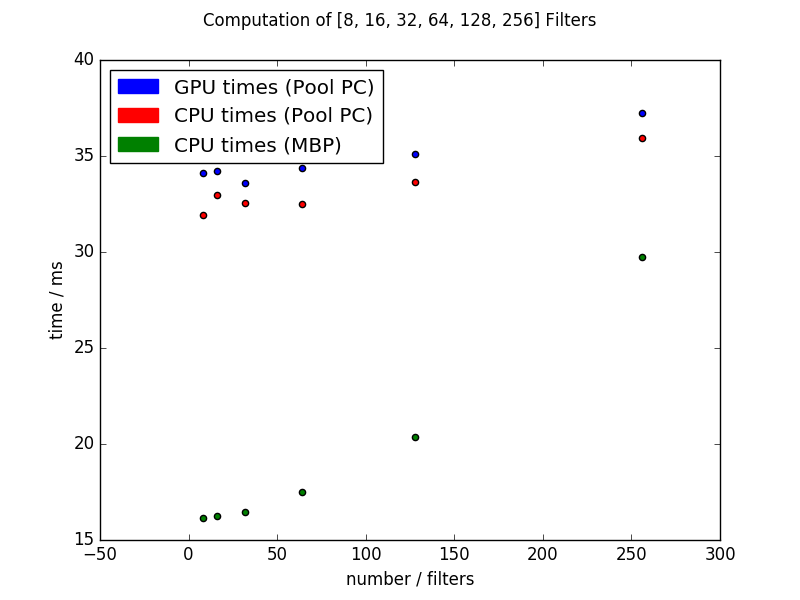 Computation of [8, 16, 32, 64, 128, 256] Filters
GPU times (Pool PC)
CPU times (Pool PC)
CPU times (MBP)
40
35
30
25
20
15
time / ms
−50
0
50
100
150
200
250
300
number / filters